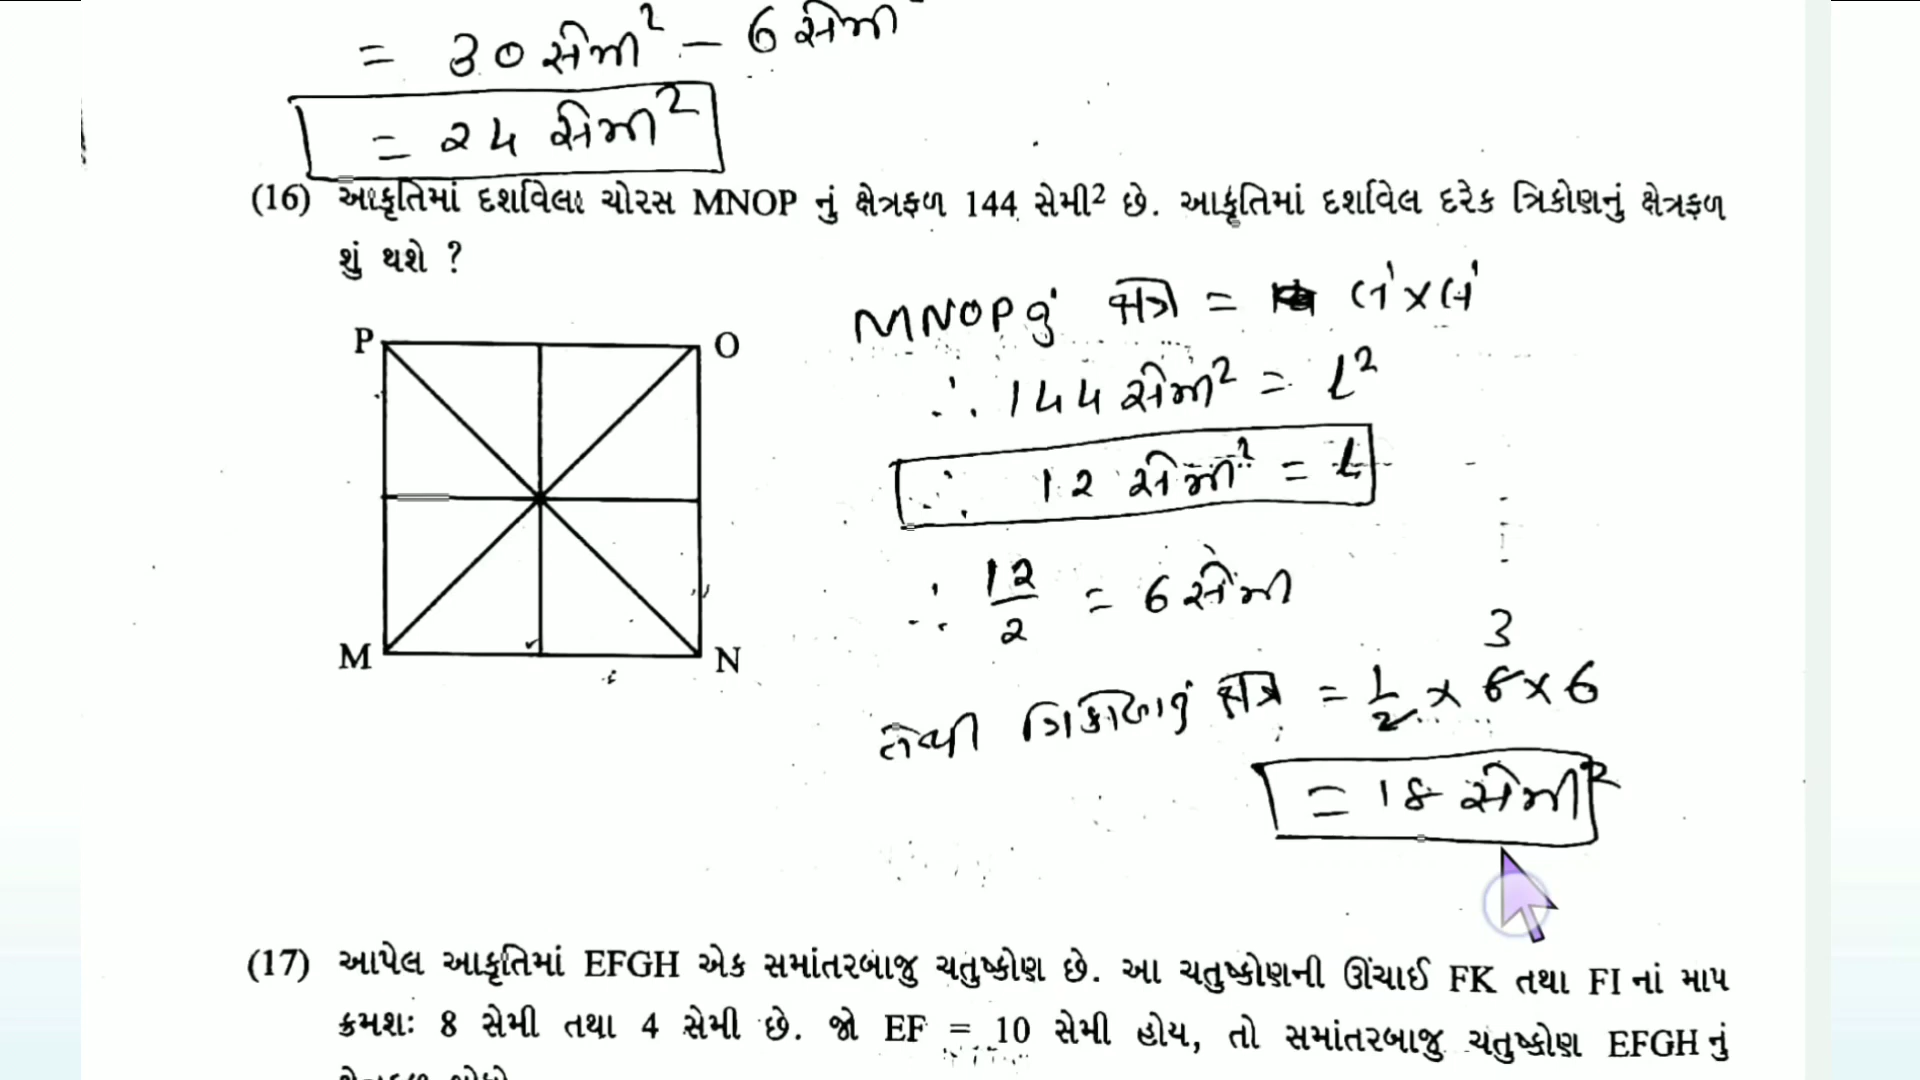 = 30 સેમી² – 6 સેમી
= 24 સેમી²
(16) આકૃતિમાં દર્શાવેલા ચોરસ MNOP નું ક્ષેત્રફળ 144 સેમી² છે. આકૃતિમાં દર્શાવેલ દરેક ત્રિકોણનું ક્ષેત્રફળ
શું થશે ?
P O
M N
MNOPનું ક્ષેત્ર = લં × લં
∴ 144 સેમી² = l²
∴ 12 સેમી² = l
∴ 12/2 = 6 સેમી
3
તેથી ત્રિકોણનું ક્ષેત્ર = 1/2 × 6 × 6
= 18 સેમી²
(17) આપેલ આકૃતિમાં EFGH એક સમાંતરબાજુ ચતુષ્કોણ છે. આ ચતુષ્કોણની ઊંચાઈ FK તથા FI નાં માપ
ક્રમશઃ 8 સેમી તથા 4 સેમી છે. જો EF = 10 સેમી હોય, તો સમાંતરબાજુ ચતુષ્કોણ EFGH નું